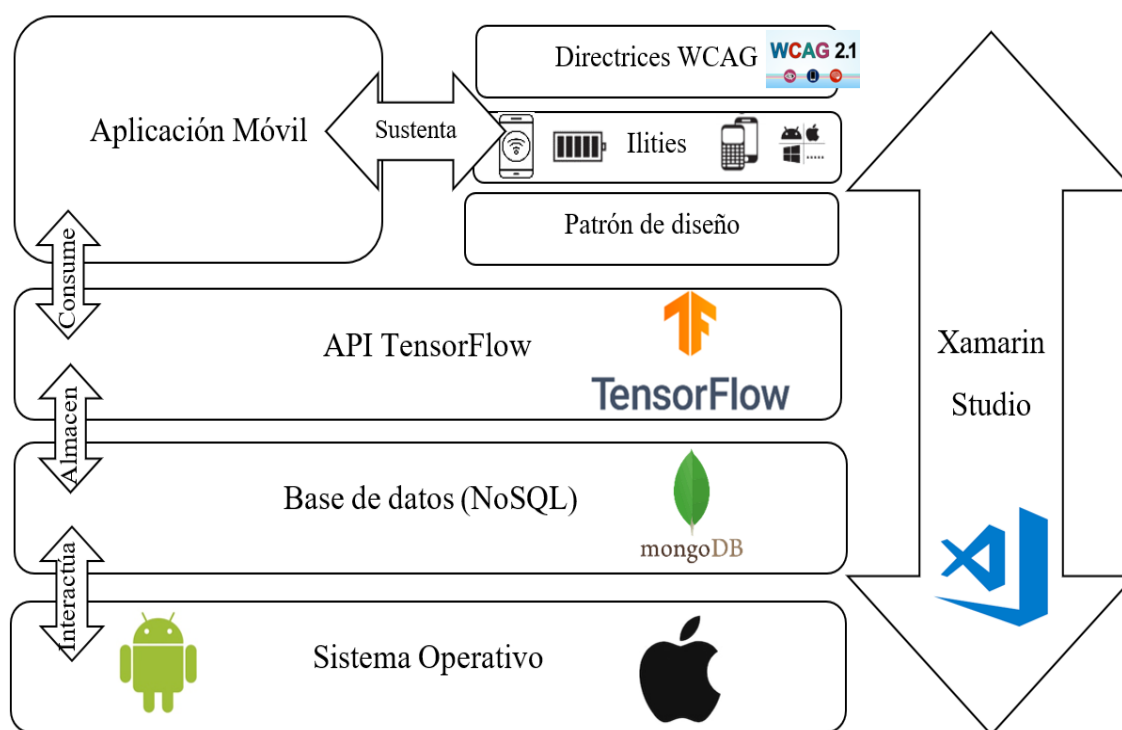 Directrices WCAG
WCAG 2.1
Aplicación Móvil
Sustenta
Ilities
.....
Patrón de diseño
Consume
API TensorFlow
TensorFlow
Xamarin
Studio
Almacen
Base de datos (NoSQL)
mongoDB
Interactúa
Sistema Operativo